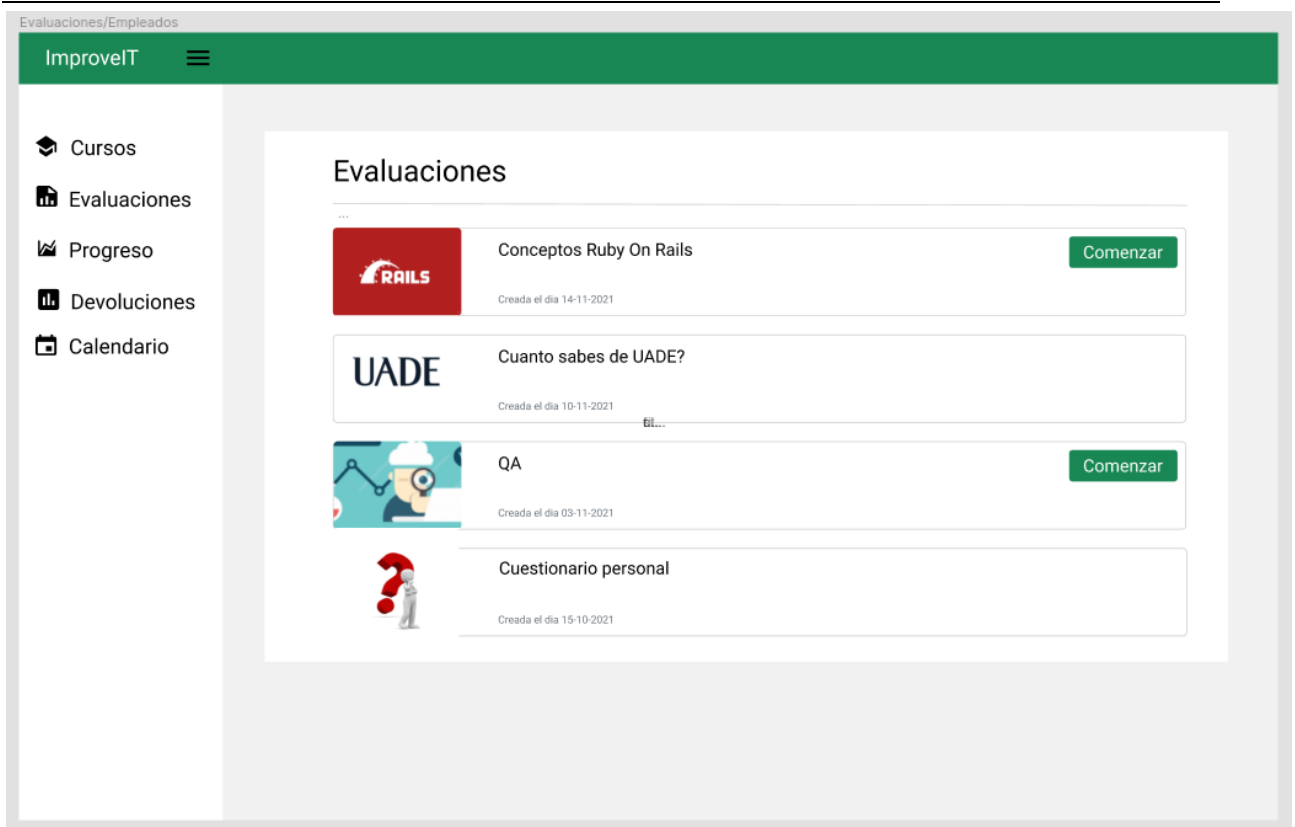 Evaluaciones/Empleados
ImproveIT
Cursos
Evaluaciones
Progreso
Devoluciones
Calendario
Evaluaciones
...
RAILS
Conceptos Ruby On Rails
Comenzar
Creada el dia 14-11-2021
UADE
Cuanto sabes de UADE?
Creada el dia 10-11-2021
QA
Comenzar
Creada el dia 03-11-2021
Cuestionario personal
Creada el dia 15-10-2021